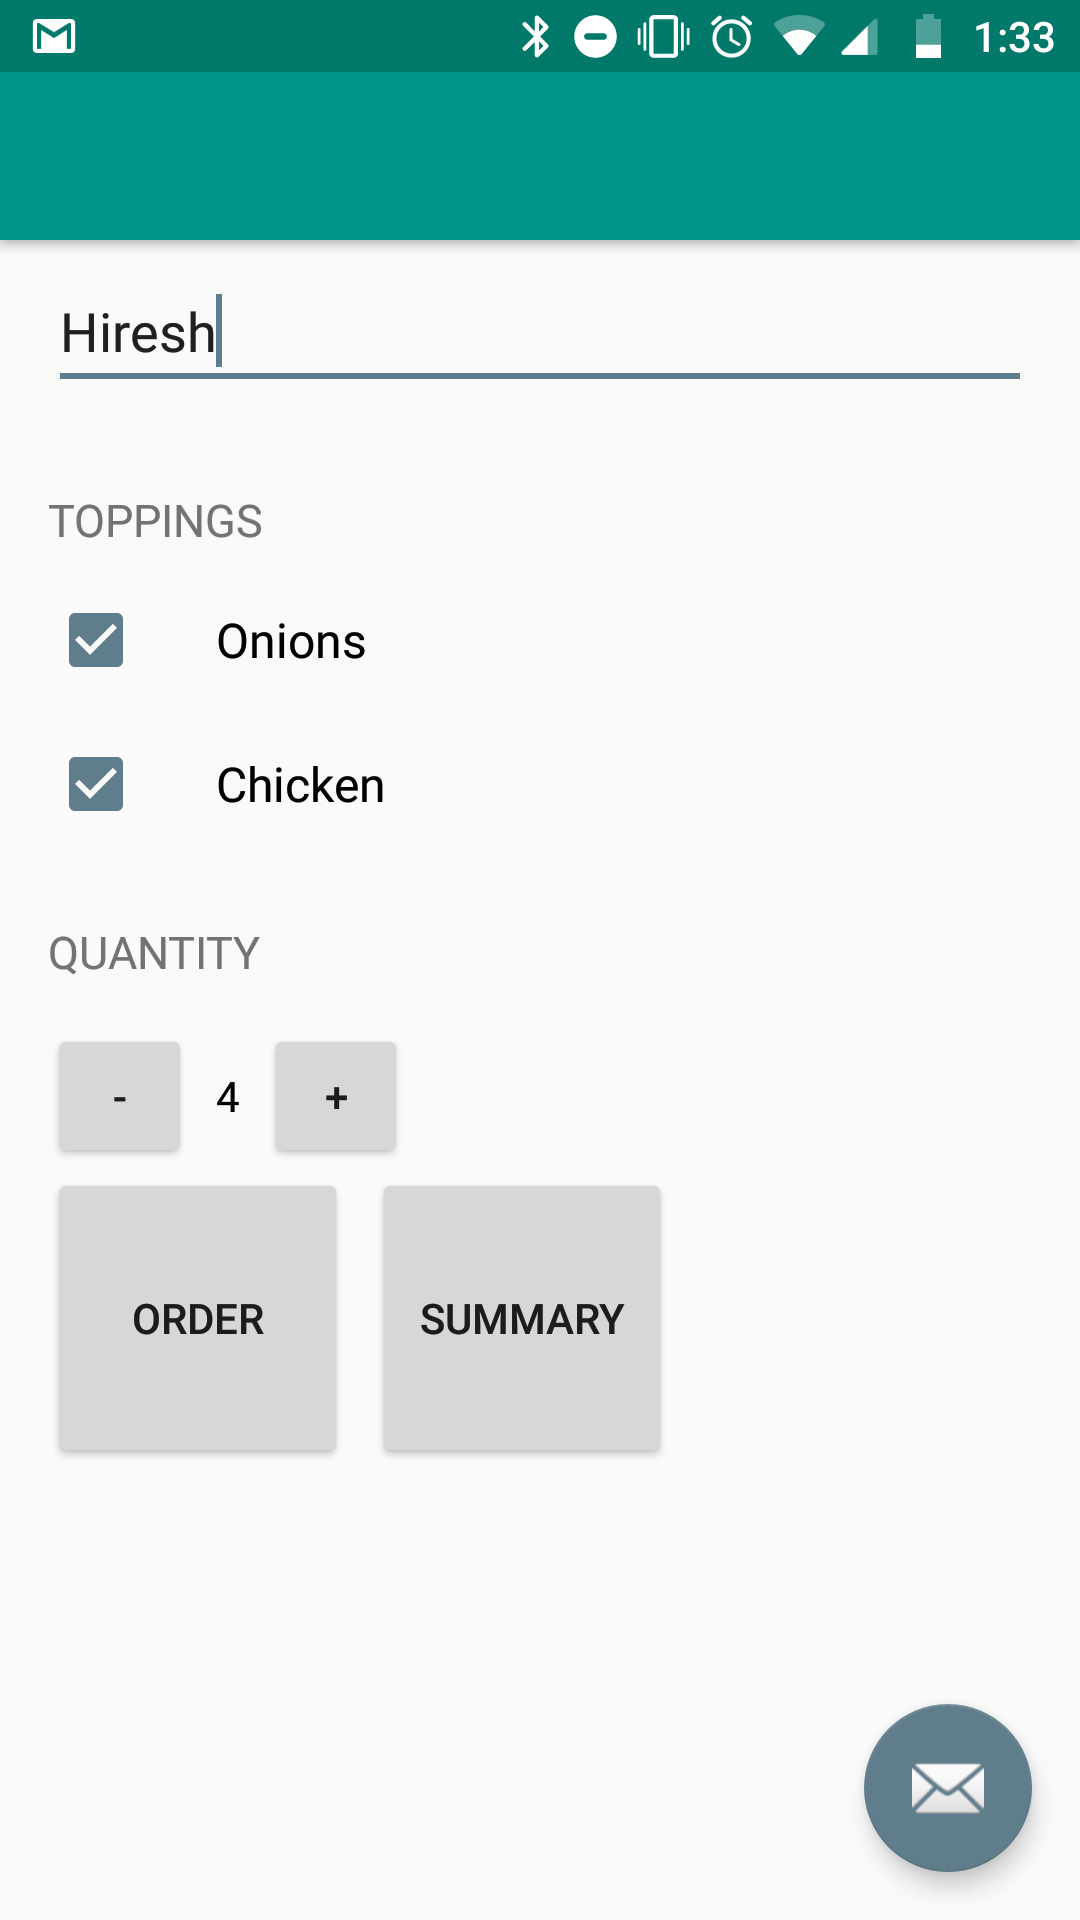 1:33
Hiresh
TOPPINGS
Onions
Chicken
QUANTITY
- 4 +
ORDER SUMMARY